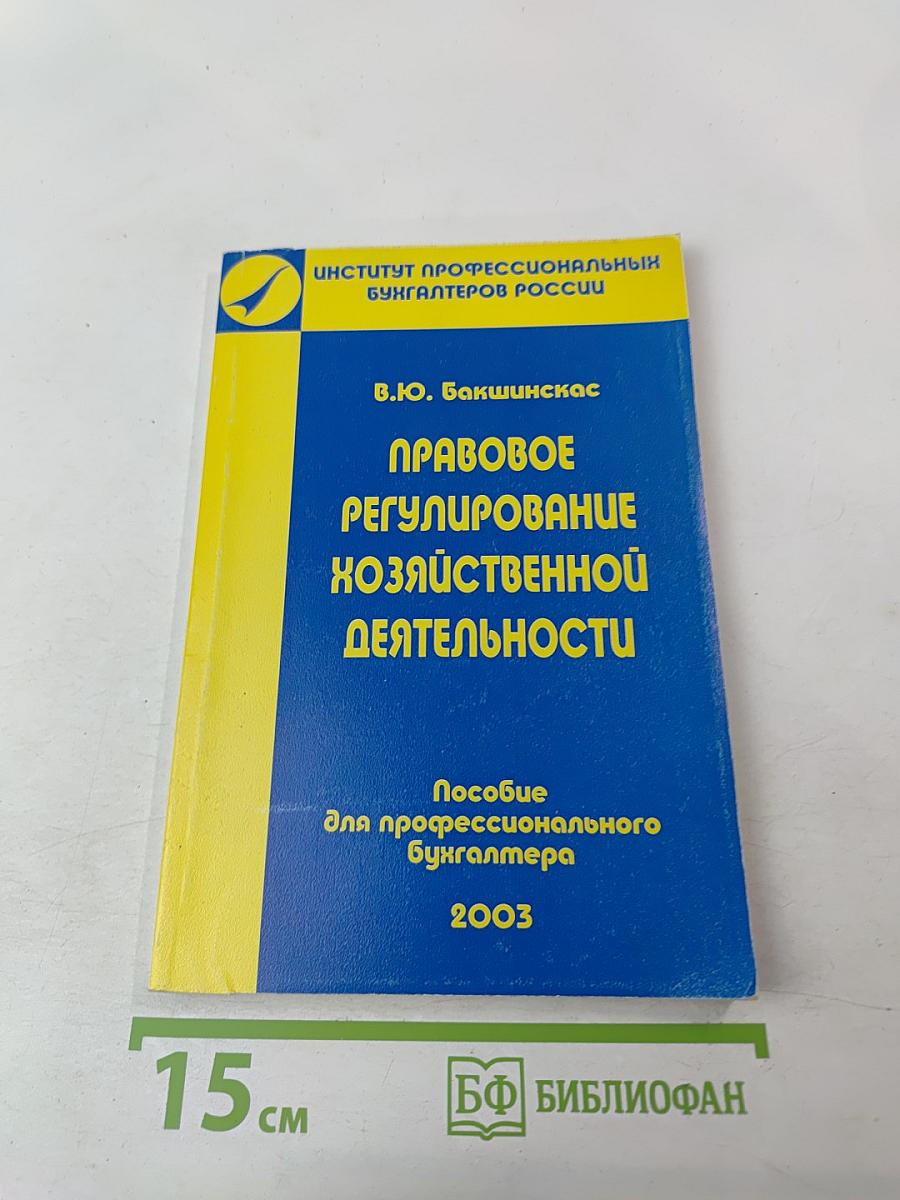 ИНСТИТУТ ПРОФЕССИОНАЛЬНЫХ
БУХГАЛТЕРОВ РОССИИ
В.Ю. Бакшинскас
ПРАВОВОЕ
РЕГУЛИРОВАНИЕ
ХОЗЯЙСТВЕННОЙ
ДЕЯТЕЛЬНОСТИ
Пособие
для профессионального
бухгалтера
2003
15 см
БФ БИБЛИОФАН